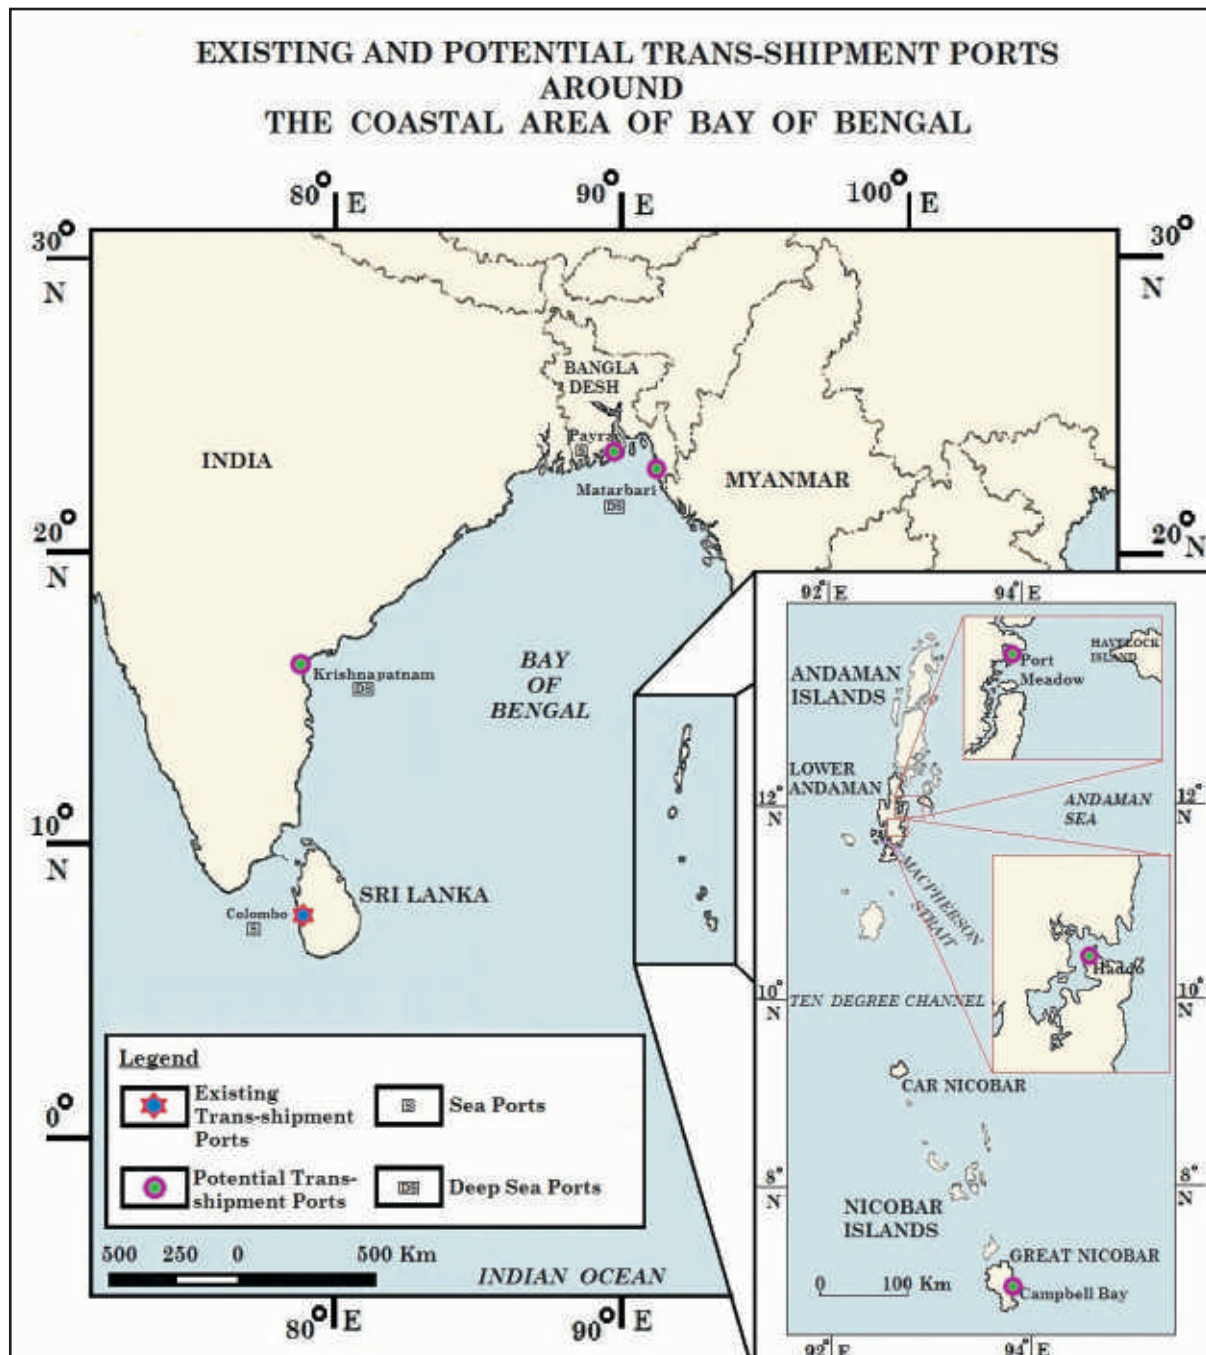 EXISTING AND POTENTIAL TRANS-SHIPMENT PORTS
AROUND
THE COASTAL AREA OF BAY OF BENGAL
80° E
90° E
100° E
30° N
30° N
BANGLA
DESH
INDIA
Payra
S
MYANMAR
Matarbari
DS
20° N
20° N
Krishnapatnam
DS
BAY
OF
BENGAL
10° N
SRI LANKA
Colombo
S
0°
92° E
94° E
ANDAMAN
ISLANDS
HAVELOCK
ISLAND
Port
Meadow
LOWER
ANDAMAN
12° N
12° N
ANDAMAN
SEA
MACPHERSON
STRAIT
Haddo
10° N
10° N
TEN DEGREE CHANNEL
CAR NICOBAR
8° N
8° N
NICOBAR
ISLANDS
GREAT NICOBAR
Campbell Bay
0 100 Km
92° E
94° E
Legend
Existing
Trans-shipment
Ports
S Sea Ports
Potential Trans-
shipment Ports
DS Deep Sea Ports
500 250 0 500 Km
INDIAN OCEAN
80° E
90° E